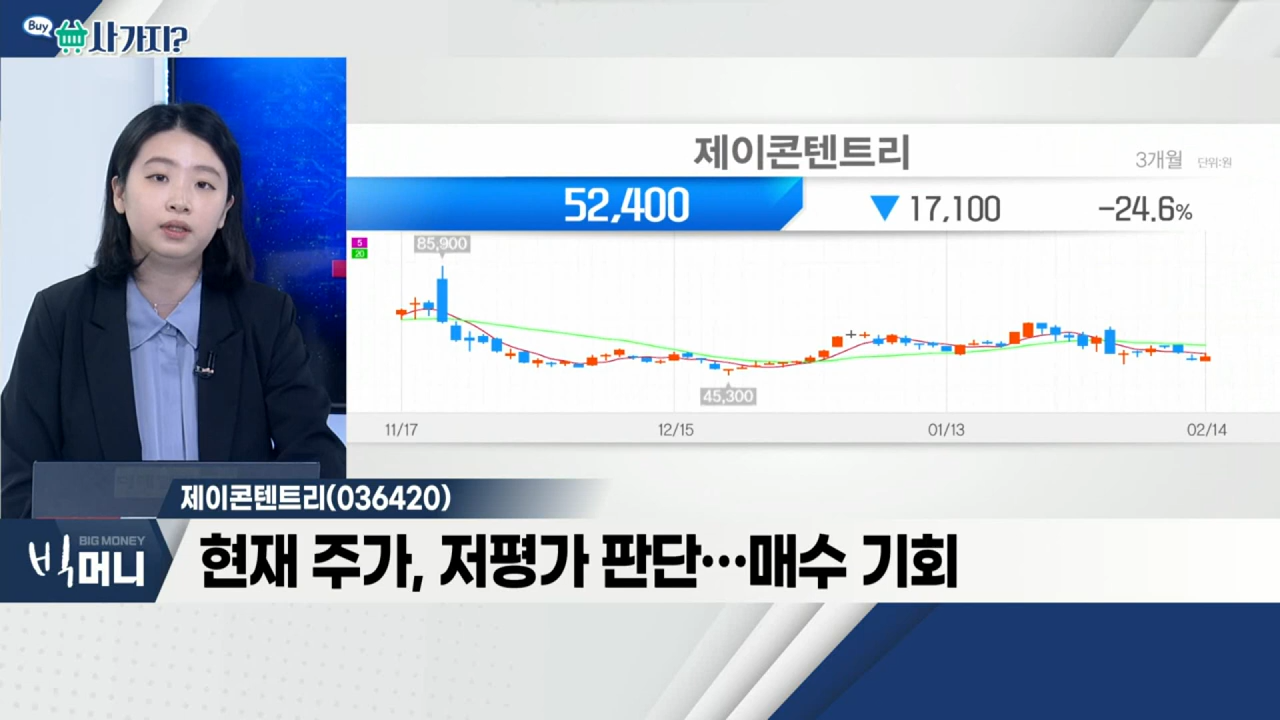 Buy
사가지?
제이콘텐트리
3개월 단위:원
52,400 ▼17,100 -24.6%
5
20
85,900
45,300
11/17 12/15 01/13 02/14
제이콘텐트리(036420)
BIG MONEY
빅머니
현재 주가, 저평가 판단…매수 기회